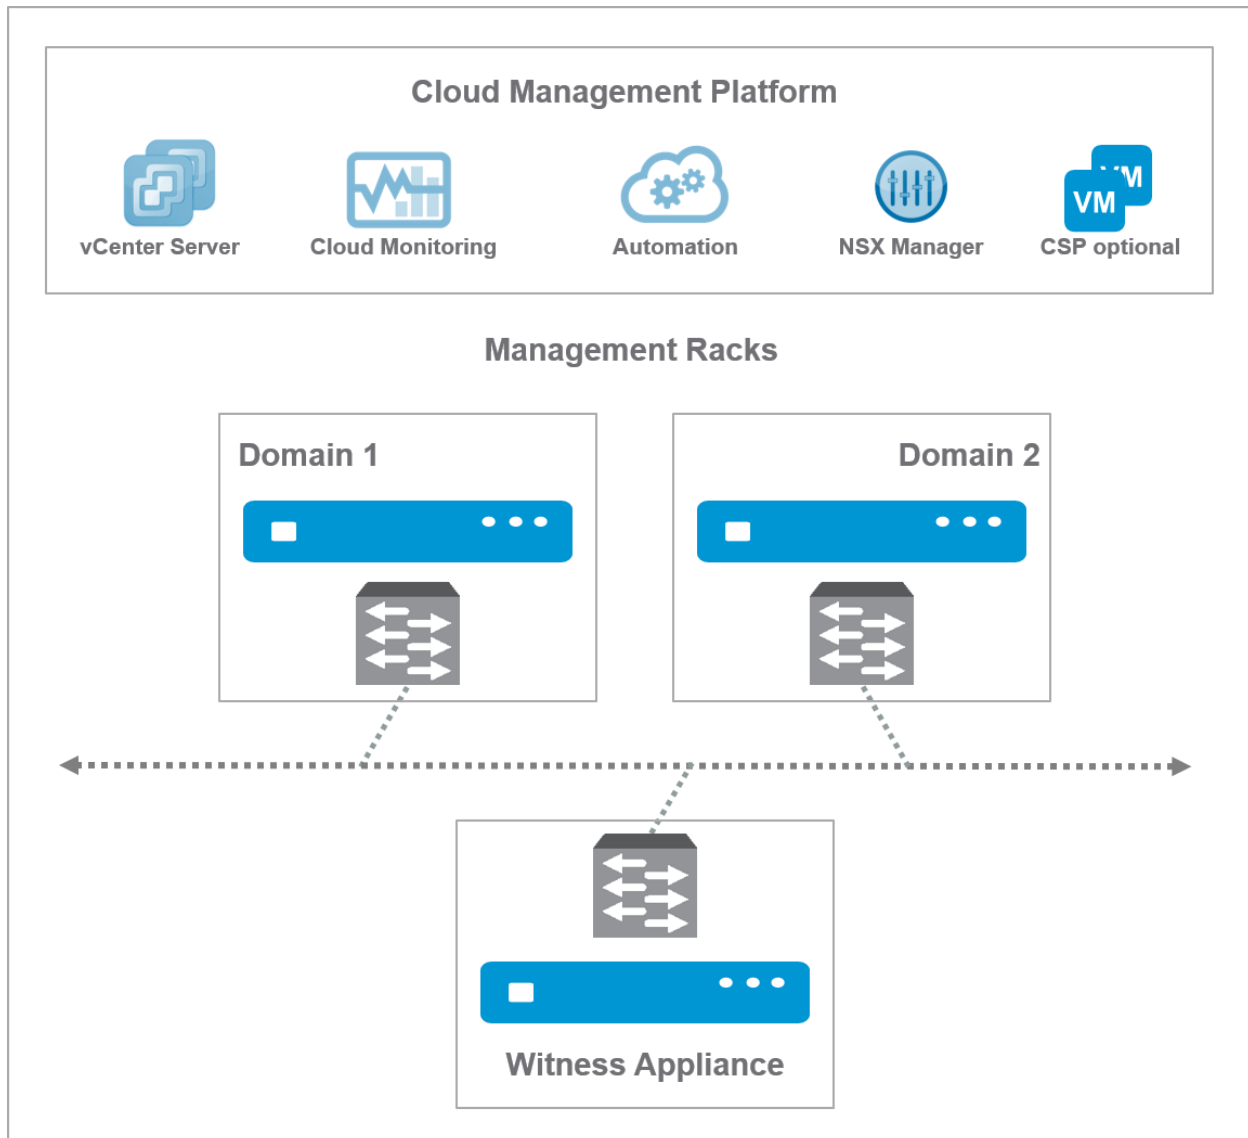 Cloud Management Platform
vCenter Server
Cloud Monitoring
Automation
NSX Manager
VM
VM
CSP optional
Management Racks
Domain 1
Domain 2
Witness Appliance